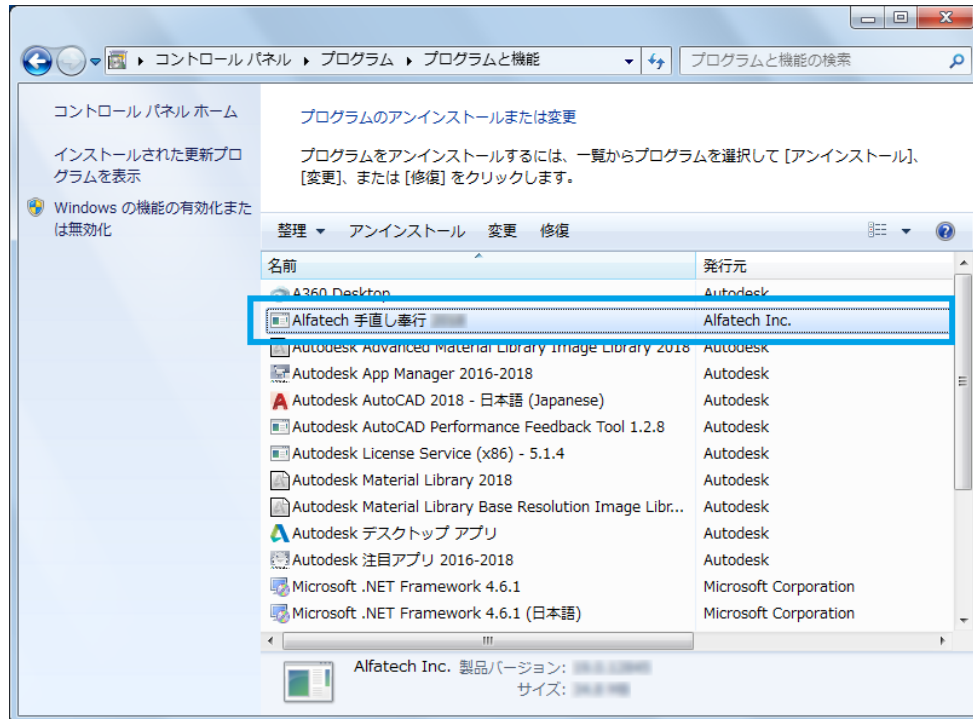 コントロール パネル ▸ プログラム ▸ プログラムと機能
プログラムと機能の検索
コントロール パネル ホーム
インストールされた更新プロ
グラムを表示
Windows の機能の有効化また
は無効化
プログラムのアンインストールまたは変更
プログラムをアンインストールするには、一覧からプログラムを選択して [アンインストール]、
[変更]、または [修復] をクリックします。
整理 ▼ アンインストール 変更 修復
名前 発行元
A360 Desktop Autodesk
Alfatech 手直し奉行 Alfatech Inc.
Autodesk Advanced Material Library Image Library 2018 Autodesk
Autodesk App Manager 2016-2018 Autodesk
Autodesk AutoCAD 2018 - 日本語 (Japanese) Autodesk
Autodesk AutoCAD Performance Feedback Tool 1.2.8 Autodesk
Autodesk License Service (x86) - 5.1.4 Autodesk
Autodesk Material Library 2018 Autodesk
Autodesk Material Library Base Resolution Image Libr... Autodesk
Autodesk デスクトップ アプリ Autodesk
Autodesk 注目アプリ 2016-2018 Autodesk
Microsoft .NET Framework 4.6.1 Microsoft Corporation
Microsoft .NET Framework 4.6.1 (日本語) Microsoft Corporation
Alfatech Inc. 製品バージョン:
サイズ: